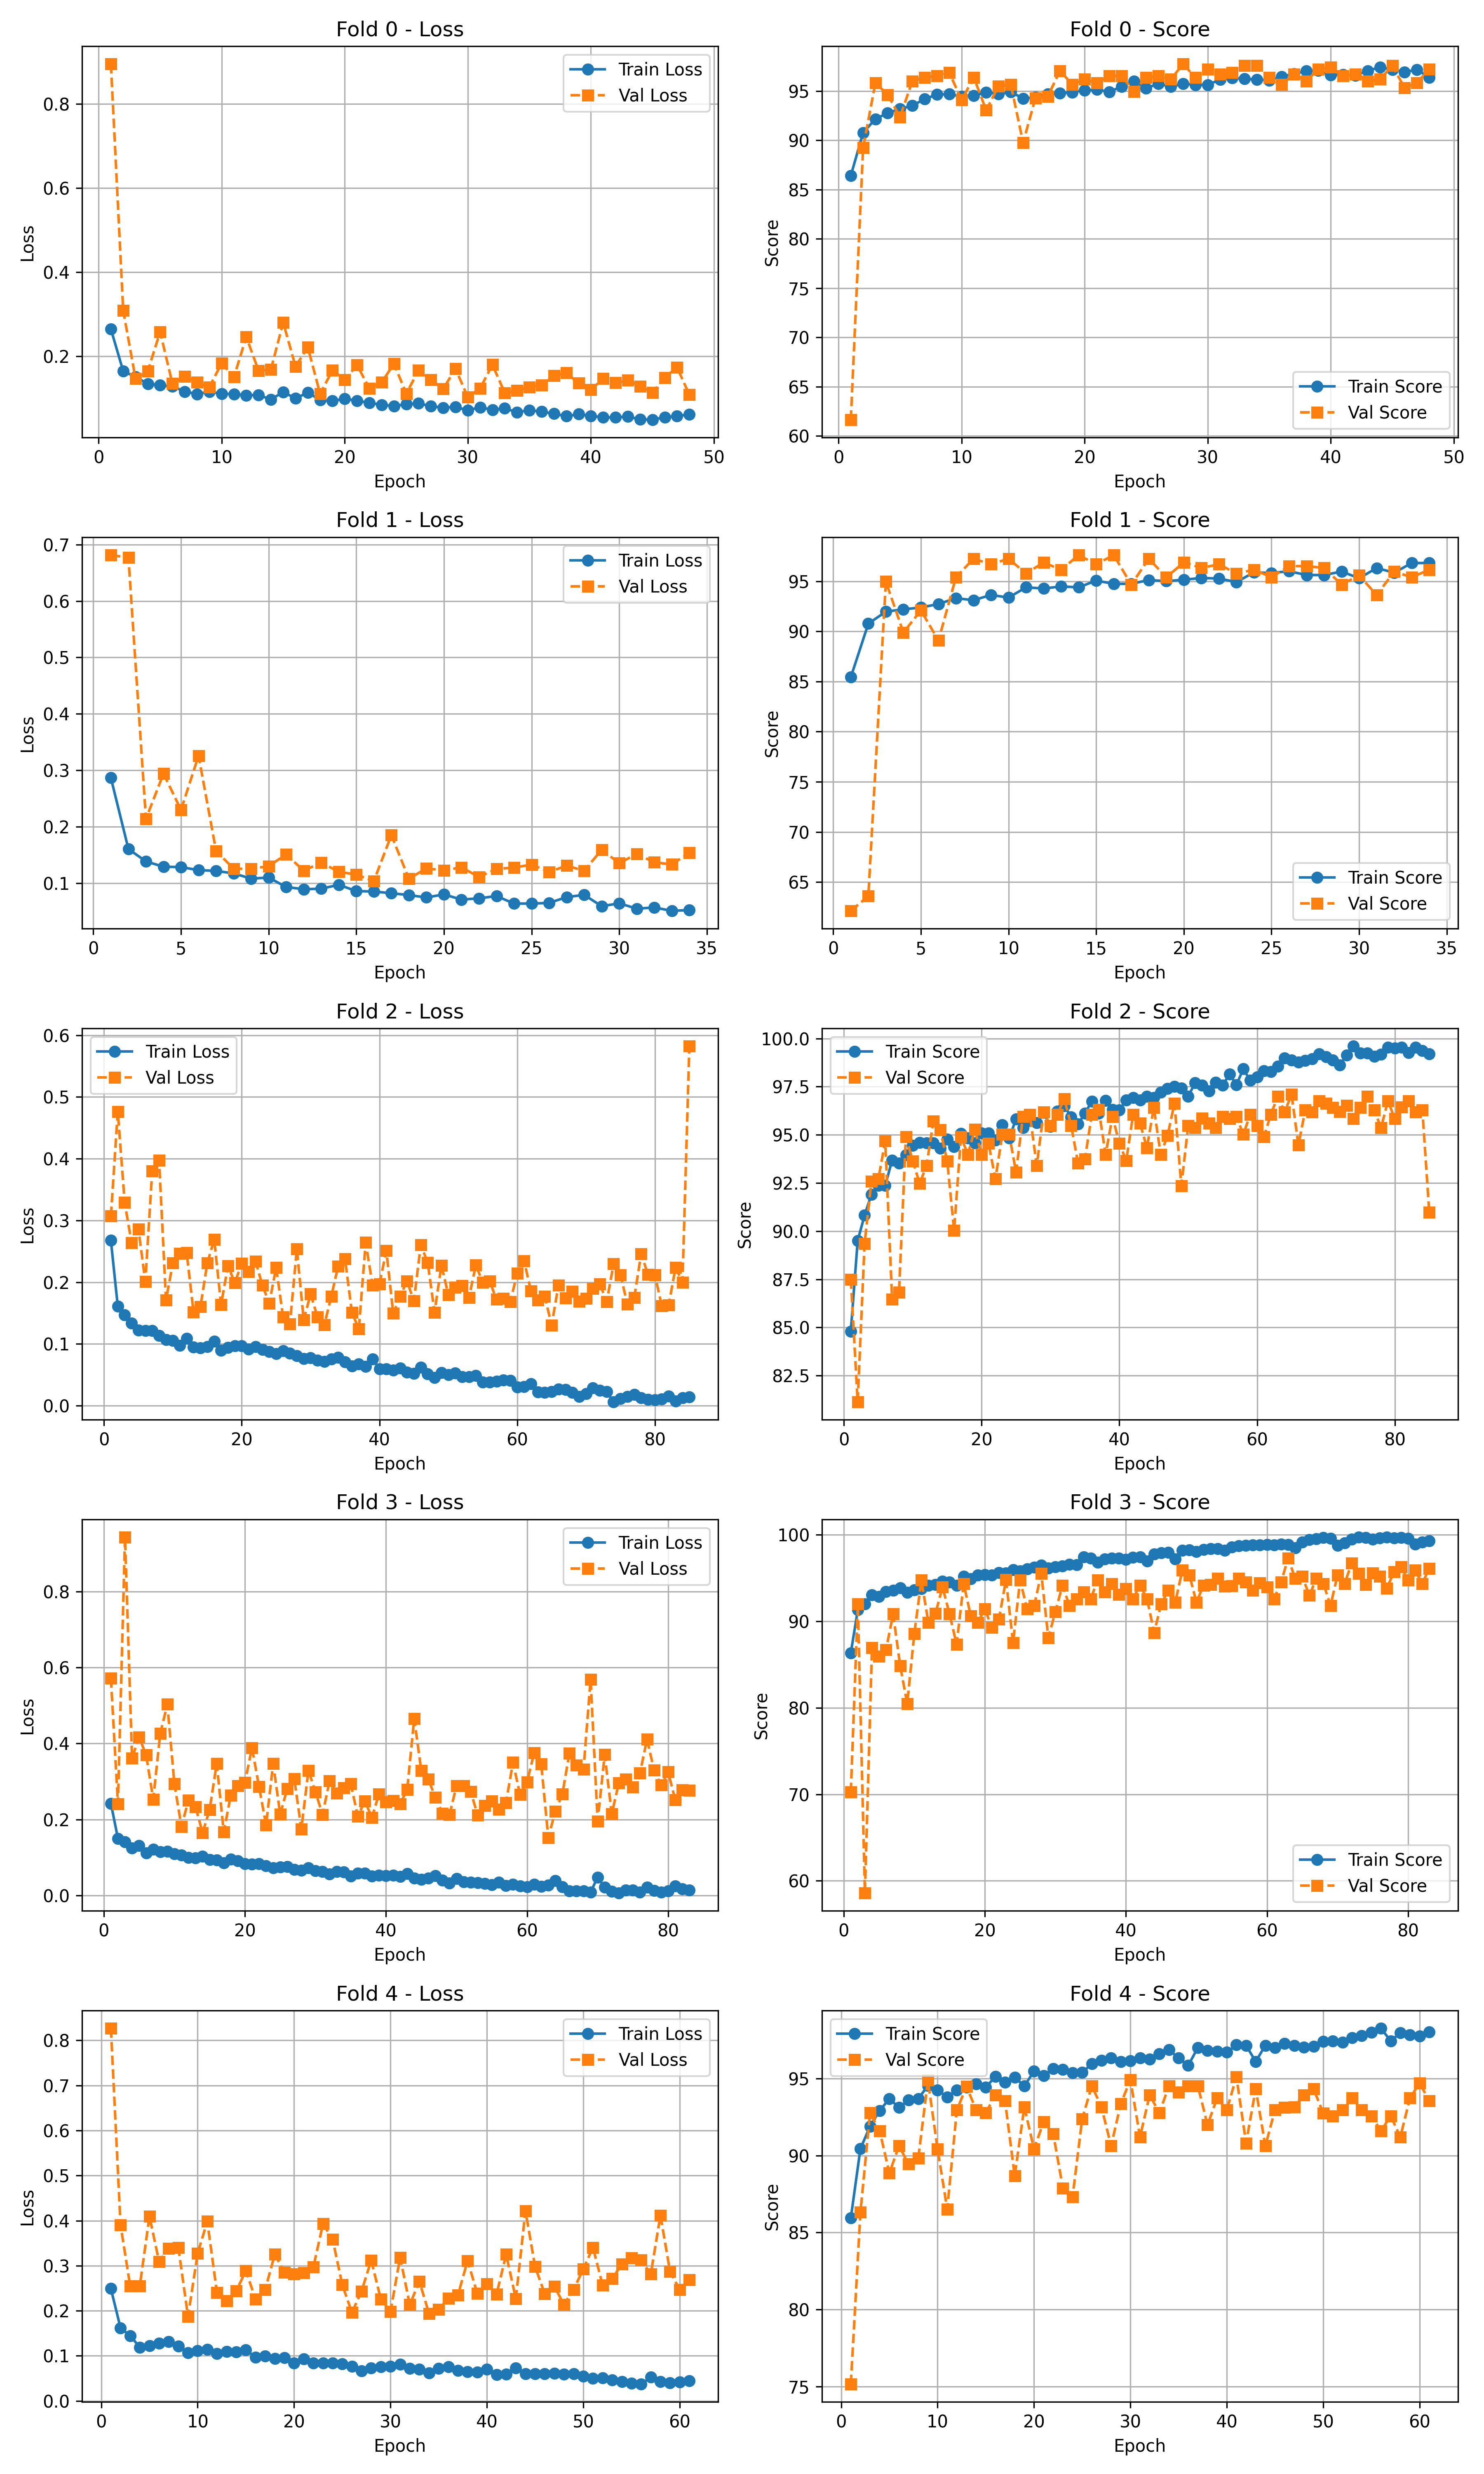 Fold 0 - Loss
Loss
0.8
0.6
0.4
0.2
Train Loss
Val Loss
0 10 20 30 40 50
Epoch
Fold 0 - Score
Score
95
90
85
80
75
70
65
60
Train Score
Val Score
0 10 20 30 40 50
Epoch
Fold 1 - Loss
Loss
0.7
0.6
0.5
0.4
0.3
0.2
0.1
Train Loss
Val Loss
0 5 10 15 20 25 30 35
Epoch
Fold 1 - Score
Score
95
90
85
80
75
70
65
Train Score
Val Score
0 5 10 15 20 25 30 35
Epoch
Fold 2 - Loss
Loss
0.6
0.5
0.4
0.3
0.2
0.1
0.0
Train Loss
Val Loss
0 20 40 60 80
Epoch
Fold 2 - Score
Score
100.0
97.5
95.0
92.5
90.0
87.5
85.0
82.5
Train Score
Val Score
0 20 40 60 80
Epoch
Fold 3 - Loss
Loss
0.8
0.6
0.4
0.2
0.0
Train Loss
Val Loss
0 20 40 60 80
Epoch
Fold 3 - Score
Score
100
90
80
70
60
Train Score
Val Score
0 20 40 60 80
Epoch
Fold 4 - Loss
Loss
0.8
0.7
0.6
0.5
0.4
0.3
0.2
0.1
0.0
Train Loss
Val Loss
0 10 20 30 40 50 60
Epoch
Fold 4 - Score
Score
95
90
85
80
75
Train Score
Val Score
0 10 20 30 40 50 60
Epoch